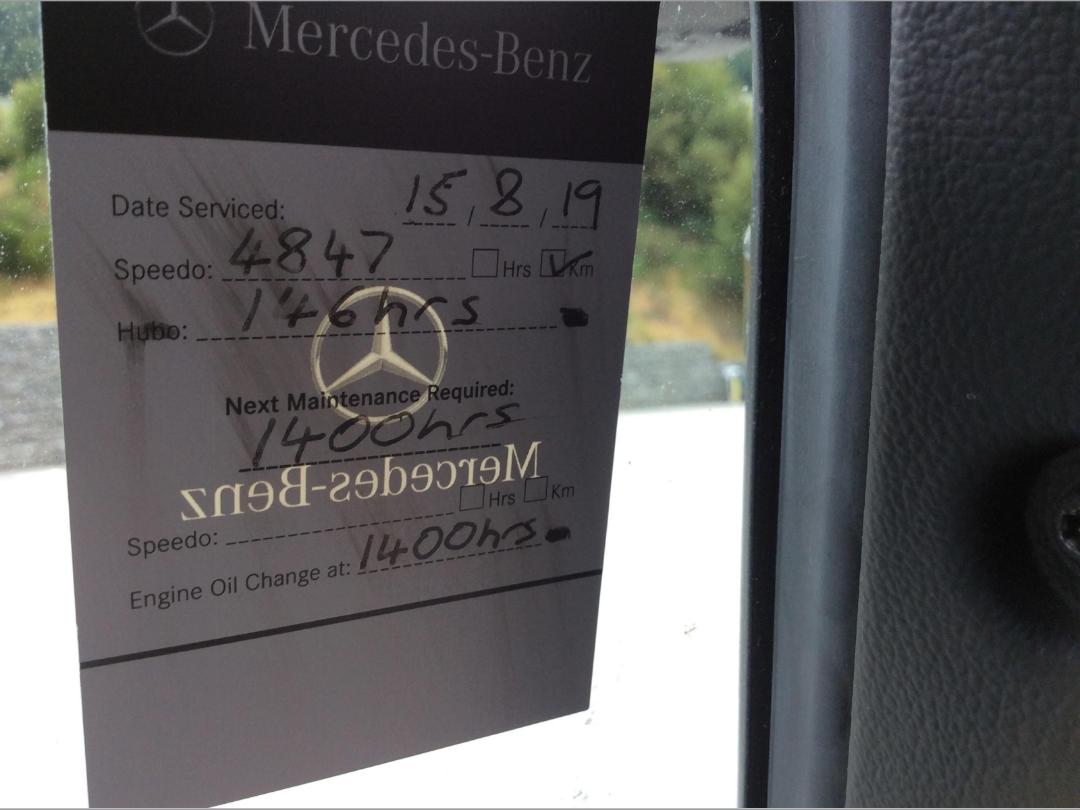 Mercedes-Benz
Date Serviced: 15, 8, 19
Speedo: 4847 Hrs Km
Hubo: 146hrs
Next Maintenance Required:
1400hrs
Mercedes-Benz
Hrs Km
Speedo:
Engine Oil Change at: 1400hrs